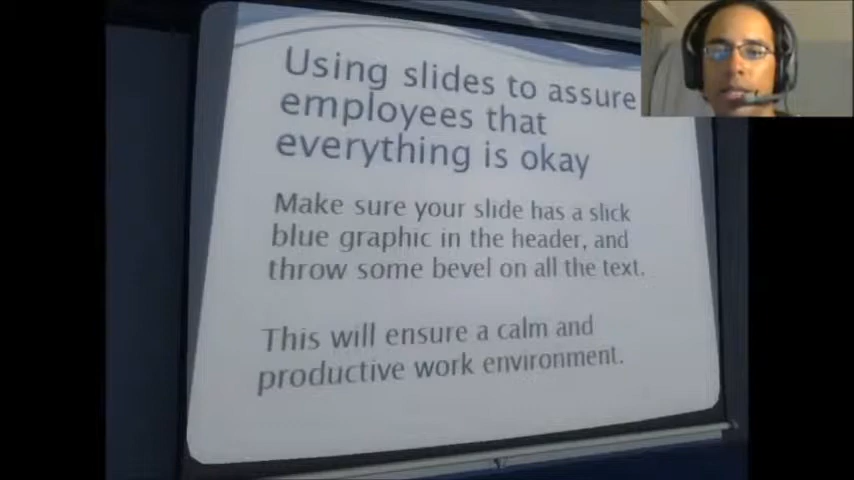 Using slides to assure
employees that
everything is okay
Make sure your slide has a slick
blue graphic in the header, and
throw some bevel on all the text.
This will ensure a calm and
productive work environment.